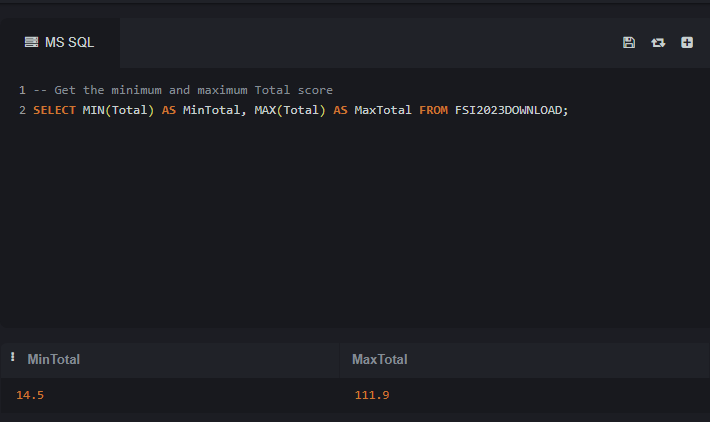 MS SQL
1 -- Get the minimum and maximum Total score
2 SELECT MIN(Total) AS MinTotal, MAX(Total) AS MaxTotal FROM FSI2023DOWNLOAD;
MinTotal MaxTotal
14.5 111.9